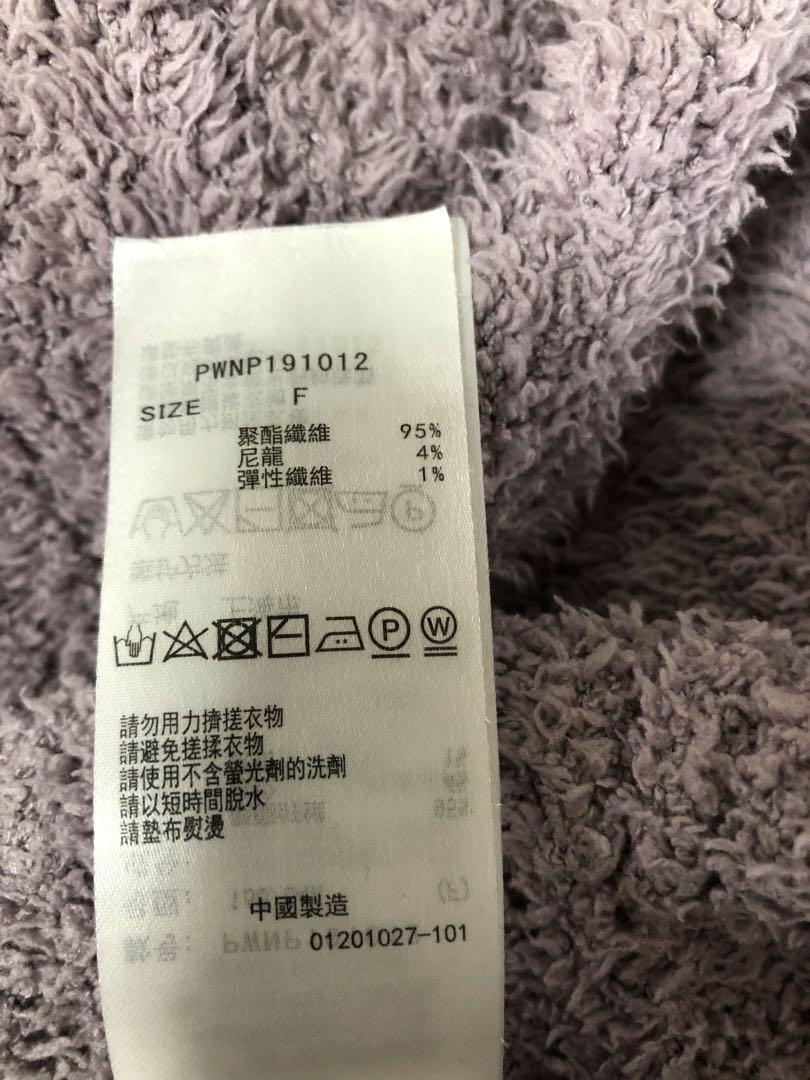 PWNP191012
SIZE F
聚酯纖維 95%
尼龍 4%
彈性纖維 1%
P W
請勿用力擠搓衣物
請避免搓揉衣物
請使用不含螢光劑的洗劑
請以短時間脫水
請墊布熨燙
中國製造
01201027-101